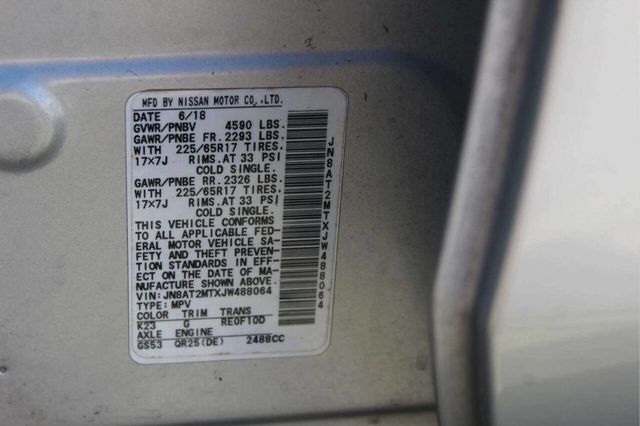 MFD BY NISSAN MOTOR CO.,LTD.
DATE 6/18
GVWR/PNBV 4590 LBS.
GAWR/PNBE FR. 2293 LBS.
WITH 225/65R17 TIRES.
17×7J RIMS.AT 33 PSI
COLD SINGLE.
GAWR/PNBE RR. 2326 LBS.
WITH 225/65R17 TIRES.
17×7J RIMS.AT 33 PSI
COLD SINGLE.
THIS VEHICLE CONFORMS
TO ALL APPLICABLE FED-
ERAL MOTOR VEHICLE SA-
FETY AND THEFT PREVEN-
TION STANDARDS IN EFF-
ECT ON THE DATE OF MA-
NUFACTURE SHOWN ABOVE.
VIN: JN8AT2MTXJW488064
TYPE: MPV
COLOR TRIM TRANS
K23 G RE0F10D
AXLE ENGINE
GS53 QR25(DE) 2488CC
JN8AT2MTXJW488064